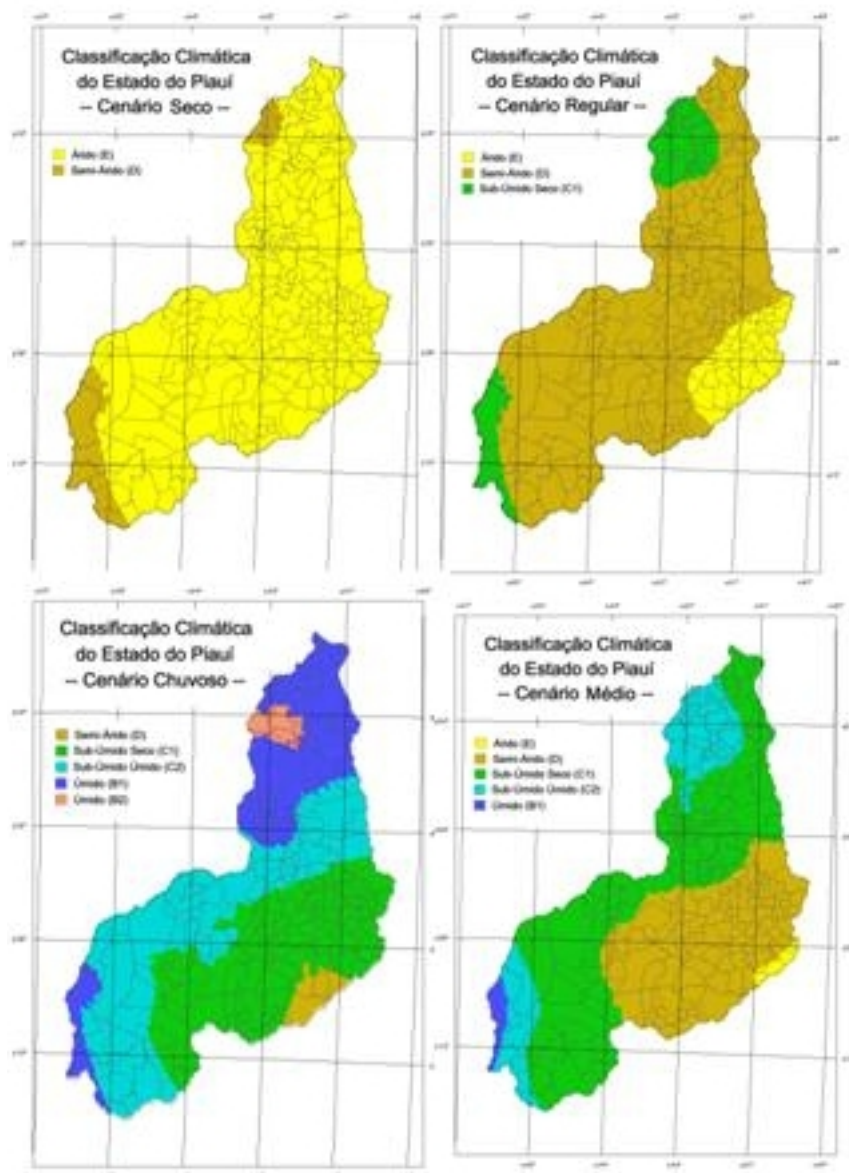 Classificação Climática
do Estado do Piauí
-- Cenário Seco --
Árido (E)
Semi-Árido (D)
Classificação Climática
do Estado do Piauí
-- Cenário Regular --
Árido (E)
Semi-Árido (D)
Sub-Úmido Seco (C1)
Classificação Climática
do Estado do Piauí
-- Cenário Chuvoso --
Semi-Árido (D)
Sub-Úmido Seco (C1)
Sub-Úmido Úmido (C2)
Úmido (B1)
Úmido (B2)
Classificação Climática
do Estado do Piauí
-- Cenário Médio --
Árido (E)
Semi-Árido (D)
Sub-Úmido Seco (C1)
Sub-Úmido Úmido (C2)
Úmido (B1)